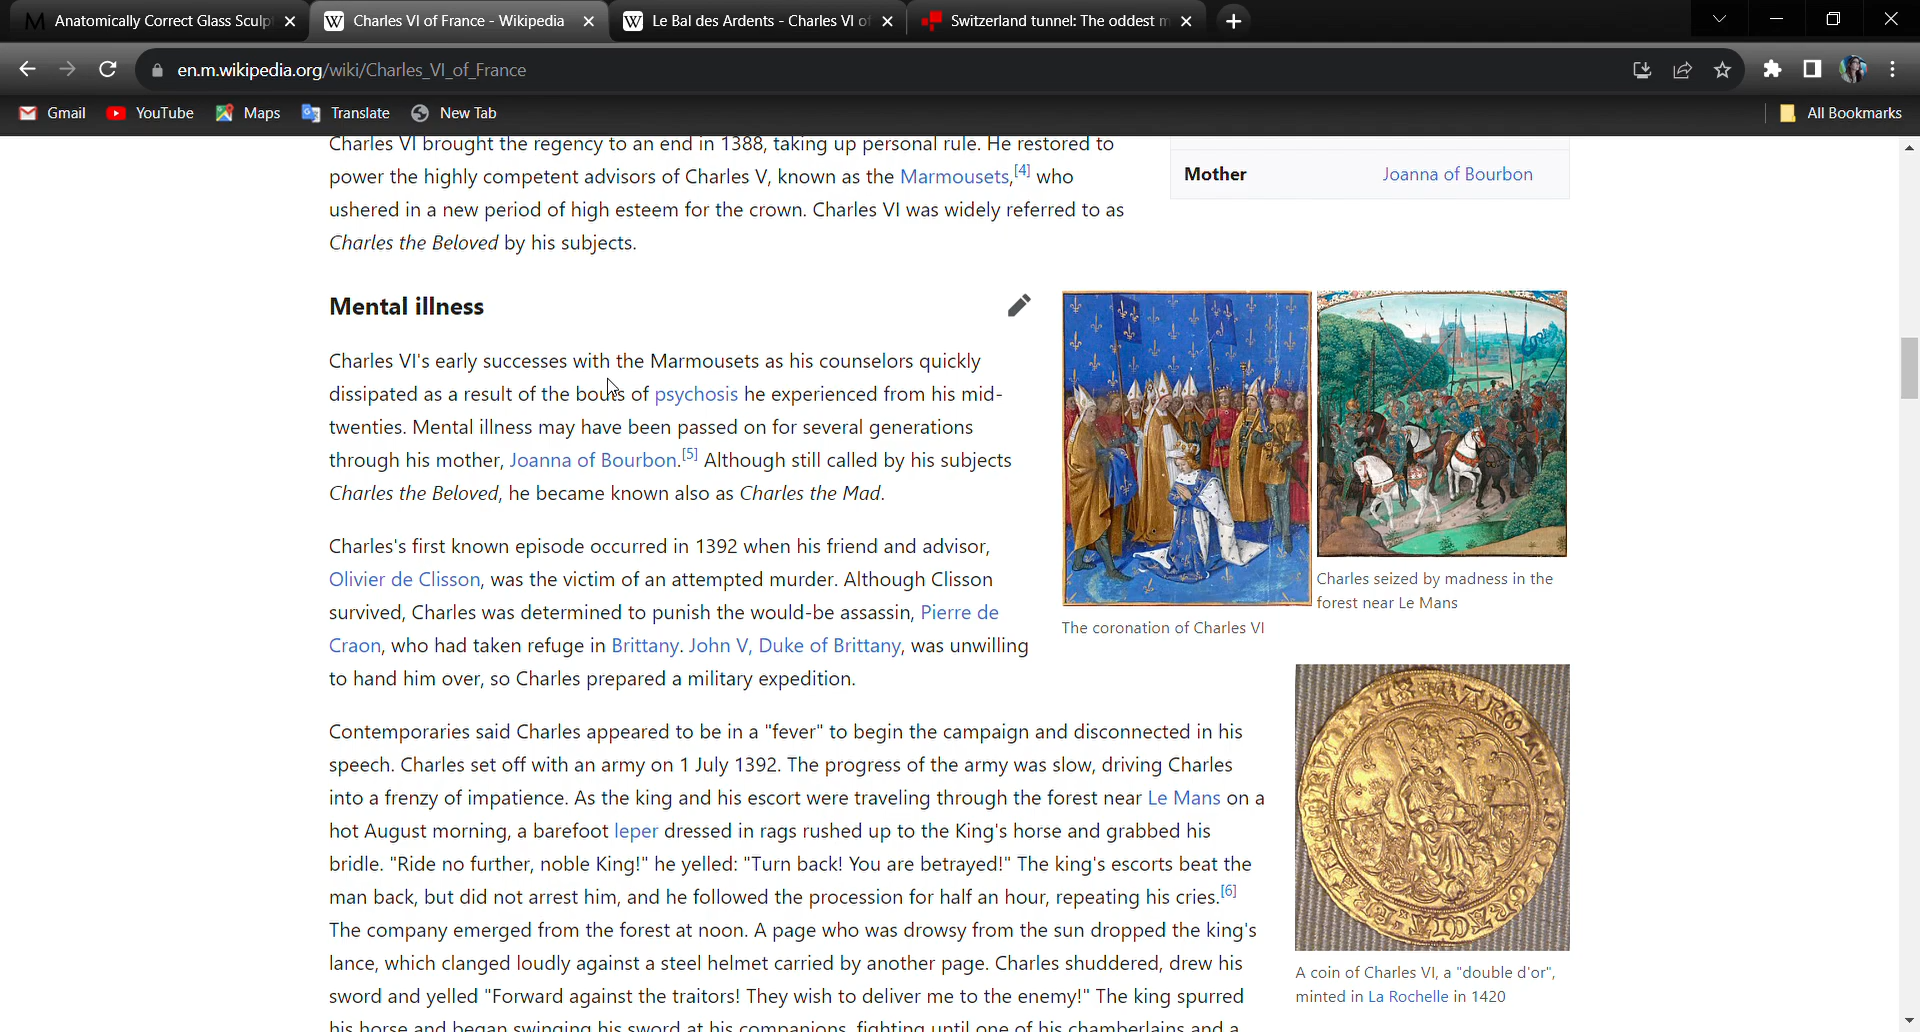 Anatomically Correct Glass Sculpt
Charles VI of France - Wikipedia
Le Bal des Ardents - Charles VI of
Switzerland tunnel: The oddest m
en.m.wikipedia.org/wiki/Charles_VI_of_France
Gmail YouTube Maps Translate New Tab All Bookmarks
Charles VI brought the regency to an end in 1388, taking up personal rule. He restored to
power the highly competent advisors of Charles V, known as the Marmousets,[4] who
ushered in a new period of high esteem for the crown. Charles VI was widely referred to as
Charles the Beloved by his subjects.
Mother Joanna of Bourbon
Mental illness
Charles VI's early successes with the Marmousets as his counselors quickly
dissipated as a result of the bouts of psychosis he experienced from his mid-
twenties. Mental illness may have been passed on for several generations
through his mother, Joanna of Bourbon.[5] Although still called by his subjects
Charles the Beloved, he became known also as Charles the Mad.
Charles's first known episode occurred in 1392 when his friend and advisor,
Olivier de Clisson, was the victim of an attempted murder. Although Clisson
survived, Charles was determined to punish the would-be assassin, Pierre de
Craon, who had taken refuge in Brittany. John V, Duke of Brittany, was unwilling
to hand him over, so Charles prepared a military expedition.
The coronation of Charles VI
Charles seized by madness in the
forest near Le Mans
Contemporaries said Charles appeared to be in a "fever" to begin the campaign and disconnected in his
speech. Charles set off with an army on 1 July 1392. The progress of the army was slow, driving Charles
into a frenzy of impatience. As the king and his escort were traveling through the forest near Le Mans on a
hot August morning, a barefoot leper dressed in rags rushed up to the King's horse and grabbed his
bridle. "Ride no further, noble King!" he yelled: "Turn back! You are betrayed!" The king's escorts beat the
man back, but did not arrest him, and he followed the procession for half an hour, repeating his cries.[6]
The company emerged from the forest at noon. A page who was drowsy from the sun dropped the king's
lance, which clanged loudly against a steel helmet carried by another page. Charles shuddered, drew his
sword and yelled "Forward against the traitors! They wish to deliver me to the enemy!" The king spurred
his horse and began swinging his sword at his companions, fighting until one of his chamberlains and a
A coin of Charles VI, a "double d'or",
minted in La Rochelle in 1420